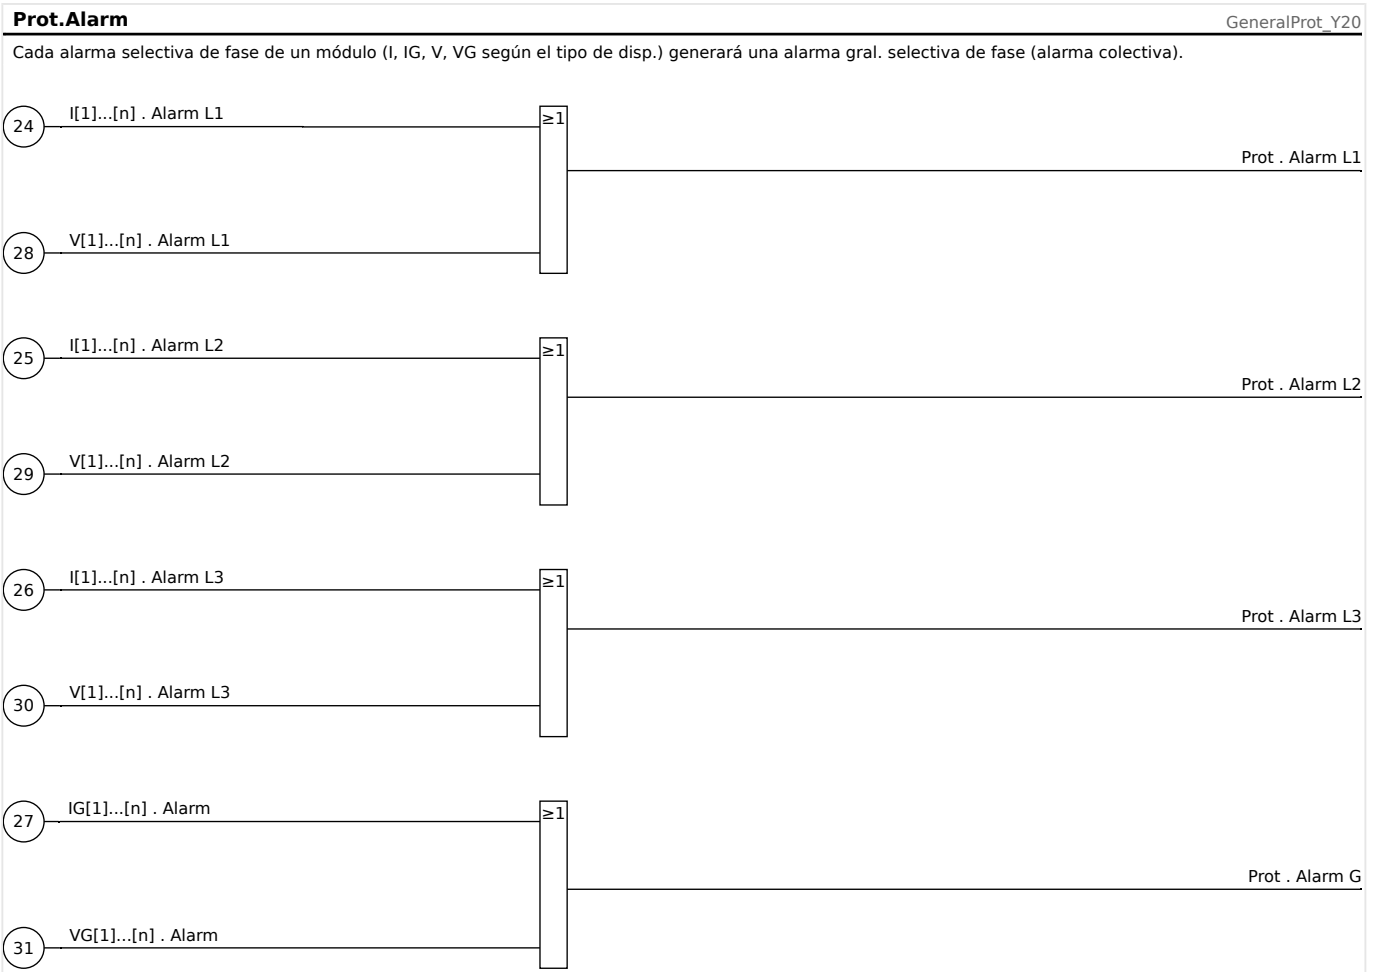 Prot.Alarm
GeneralProt_Y20
Cada alarma selectiva de fase de un módulo (I, IG, V, VG según el tipo de disp.) generará una alarma gral. selectiva de fase (alarma colectiva).
24
I[1]...[n] . Alarm L1
≥1
Prot . Alarm L1
28
V[1]...[n] . Alarm L1
25
I[1]...[n] . Alarm L2
≥1
Prot . Alarm L2
29
V[1]...[n] . Alarm L2
26
I[1]...[n] . Alarm L3
≥1
Prot . Alarm L3
30
V[1]...[n] . Alarm L3
27
IG[1]...[n] . Alarm
≥1
Prot . Alarm G
31
VG[1]...[n] . Alarm